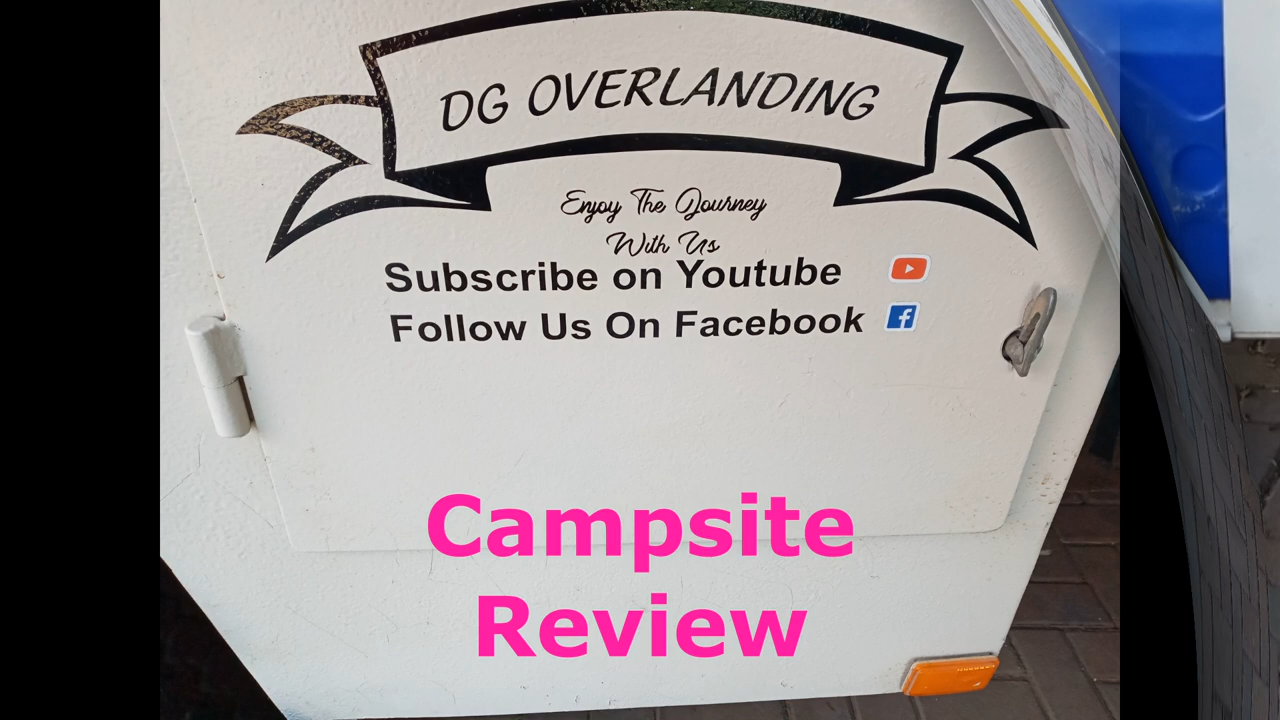 DG OVERLANDING
Enjoy The Journey
With Us
Subscribe on Youtube
Follow Us On Facebook
Campsite
Review